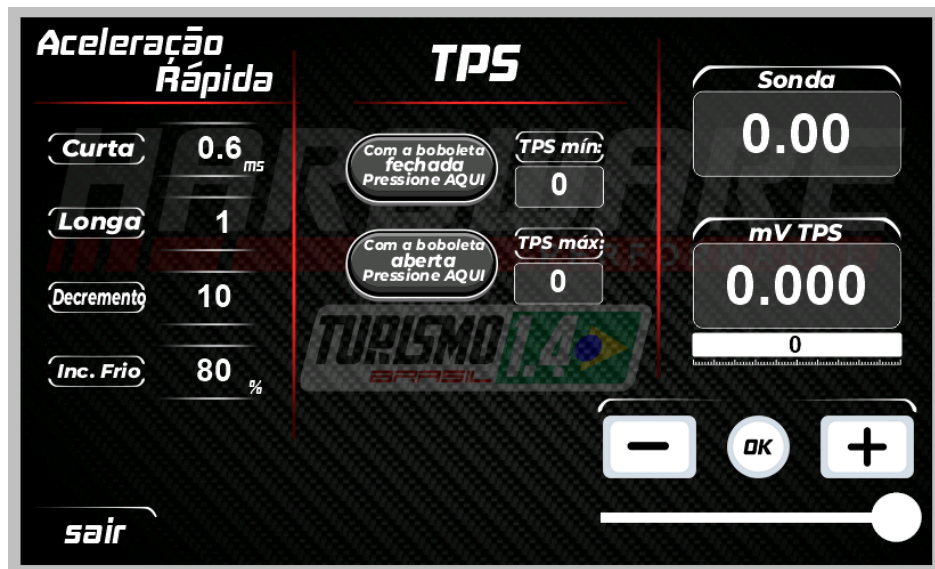 Aceleração
Rápida
Curta
0.6
ms
Longa
1
Decremento
10
Inc. Frio
80
%
sair
TPS
Com a boboleta
fechada
Pressione AQUI
TPS mín:
0
Com a boboleta
aberta
Pressione AQUI
TPS máx:
0
HARDWARE
TURISMO 1.4
BRASIL
Sonda
0.00
mV TPS
0.000
0
OK